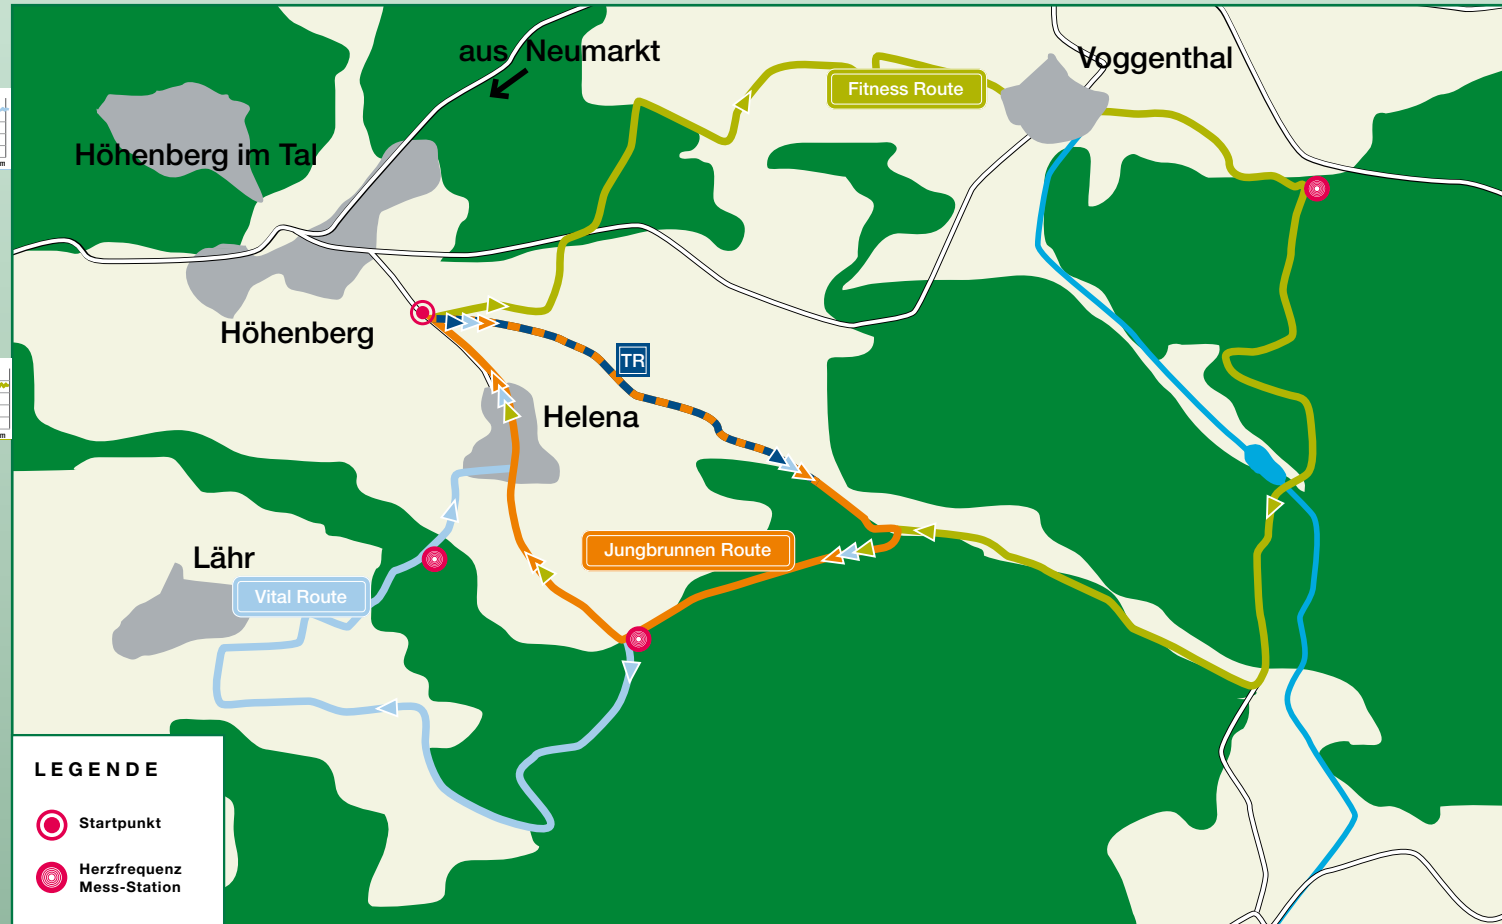 aus Neumarkt
Voggenthal
Fitness Route
Höhenberg im Tal
Höhenberg
TR
Helena
Jungbrunnen Route
Lähr
Vital Route
LEGENDE
Startpunkt
Herzfrequenz
Mess-Station
m
m